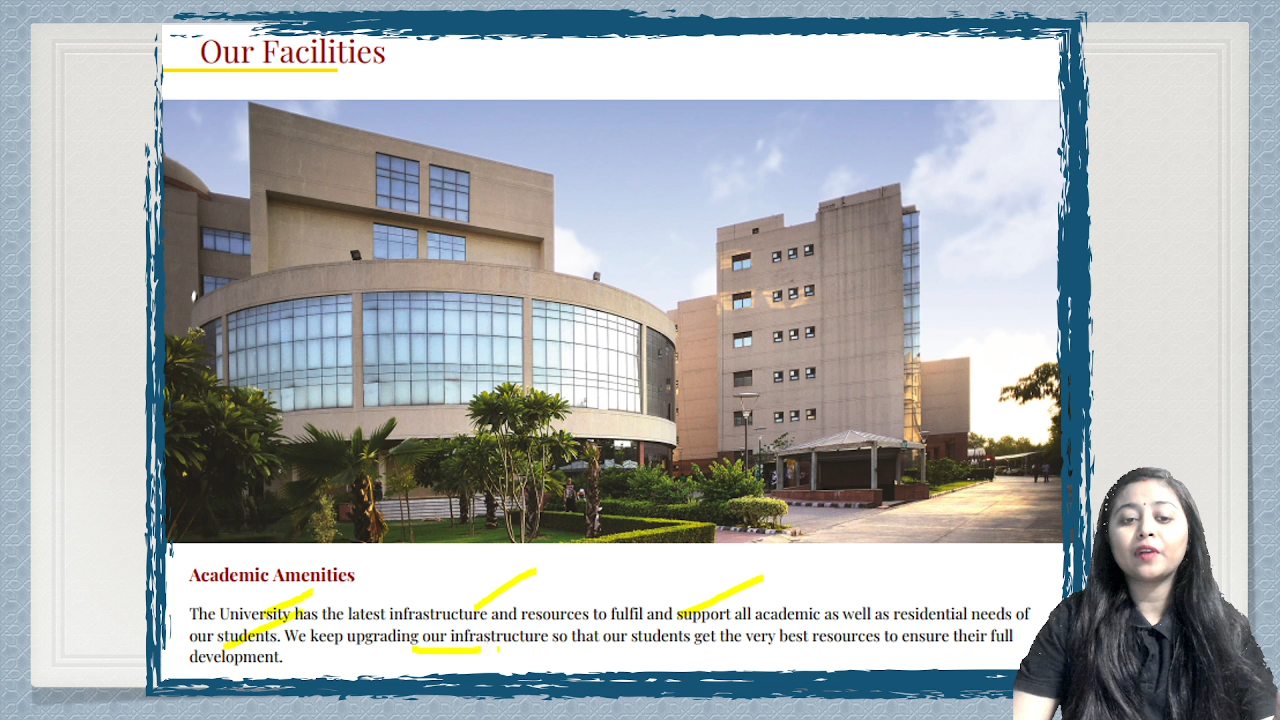 Our Facilities
Academic Amenities
The University has the latest infrastructure and resources to fulfil and support all academic as well as residential needs of
our students. We keep upgrading our infrastructure so that our students get the very best resources to ensure their full
development.